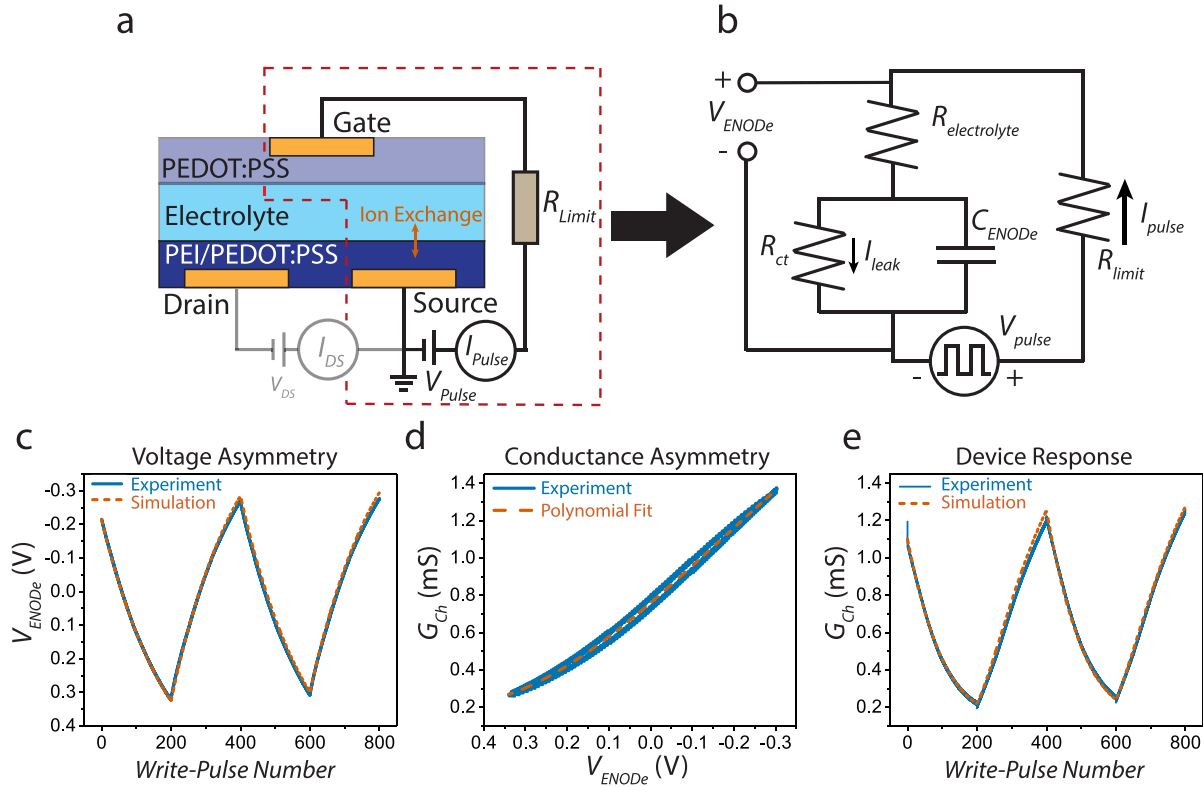 a
Gate
PEDOT:PSS
Electrolyte
Ion Exchange
PEI/PEDOT:PSS
Drain
Source
R_Limit
I_DS
V_DS
V_Pulse
I_Pulse
b
+
V_ENODe
-
R_electrolyte
R_ct
I_leak
C_ENODe
I_pulse
R_limit
V_pulse
- +
c
Voltage Asymmetry
Experiment
Simulation
V_ENODe (V)
-0.3
-0.2
-0.1
0.0
0.1
0.2
0.3
0.4
0 200 400 600 800
Write-Pulse Number
d
Conductance Asymmetry
Experiment
Polynomial Fit
G_Ch (mS)
1.4
1.2
1.0
0.8
0.6
0.4
0.2
0.4 0.3 0.2 0.1 0.0 -0.1 -0.2 -0.3
V_ENODe (V)
e
Device Response
Experiment
Simulation
G_Ch (mS)
1.4
1.2
1.0
0.8
0.6
0.4
0.2
0 200 400 600 800
Write-Pulse Number